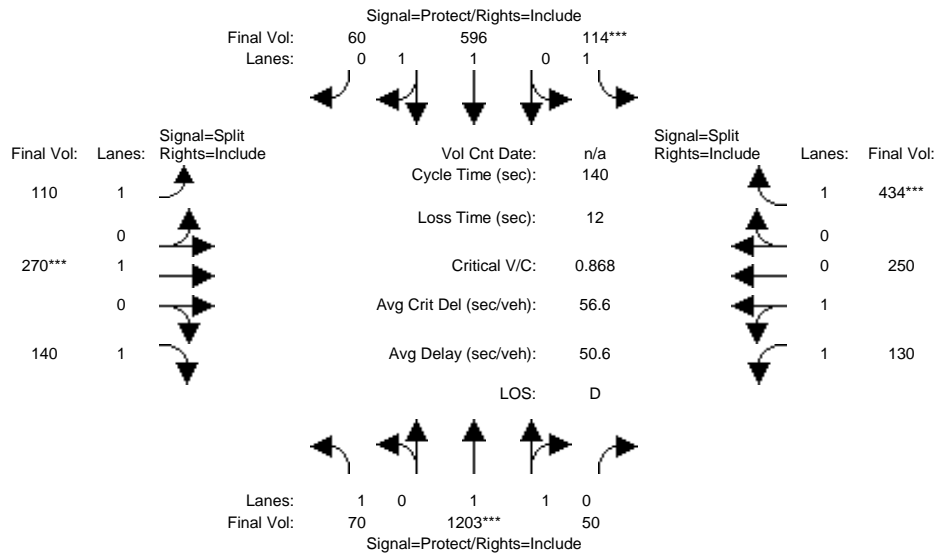 Signal=Protect/Rights=Include
Final Vol: 60 596 114***
Lanes: 0 1 1 0 1
Signal=Split Signal=Split
Final Vol: Lanes: Rights=Include Vol Cnt Date: n/a Rights=Include Lanes: Final Vol:
Cycle Time (sec): 140
110 1 1 434***
Loss Time (sec): 12
0 0
270*** 1 Critical V/C: 0.868 0 250
0 Avg Crit Del (sec/veh): 56.6 1
140 1 Avg Delay (sec/veh): 50.6 1 130
LOS: D
Lanes: 1 0 1 1 0
Final Vol: 70 1203*** 50
Signal=Protect/Rights=Include